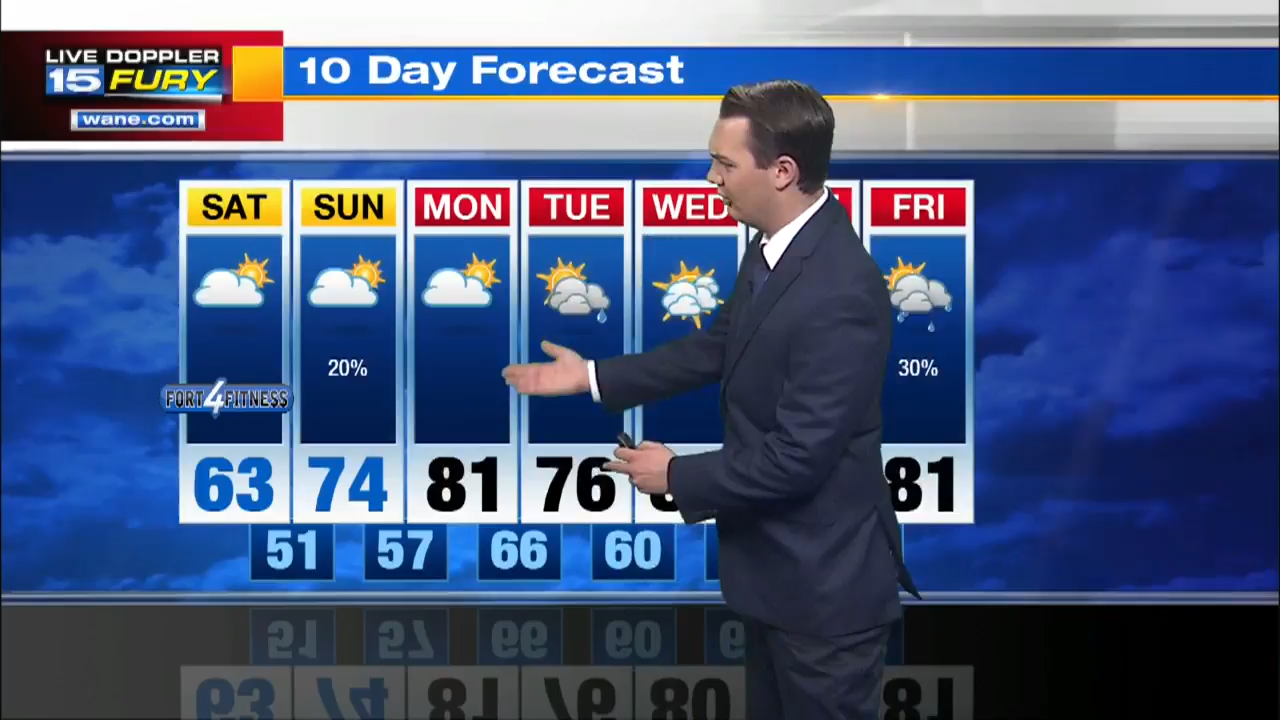 LIVE DOPPLER
15 FURY
wane.com
10 Day Forecast
SAT SUN MON TUE WED FRI
20% 30%
FORT4FITNESS
63 74 81 76 81
51 57 66 60